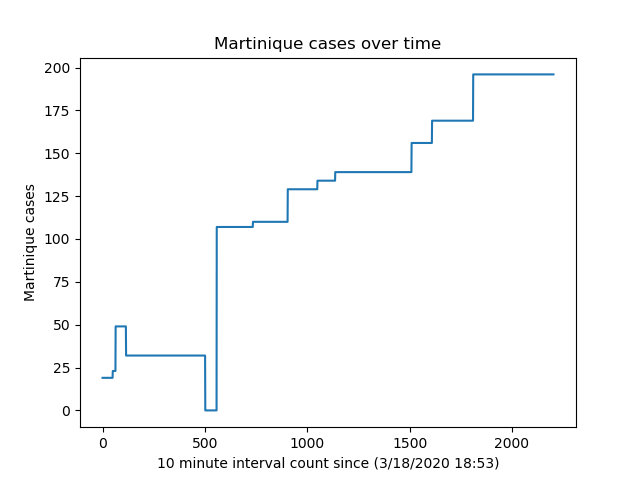 Martinique cases over time
200
175
150
125
100
75
50
25
0
Martinique cases
0 500 1000 1500 2000
10 minute interval count since (3/18/2020 18:53)